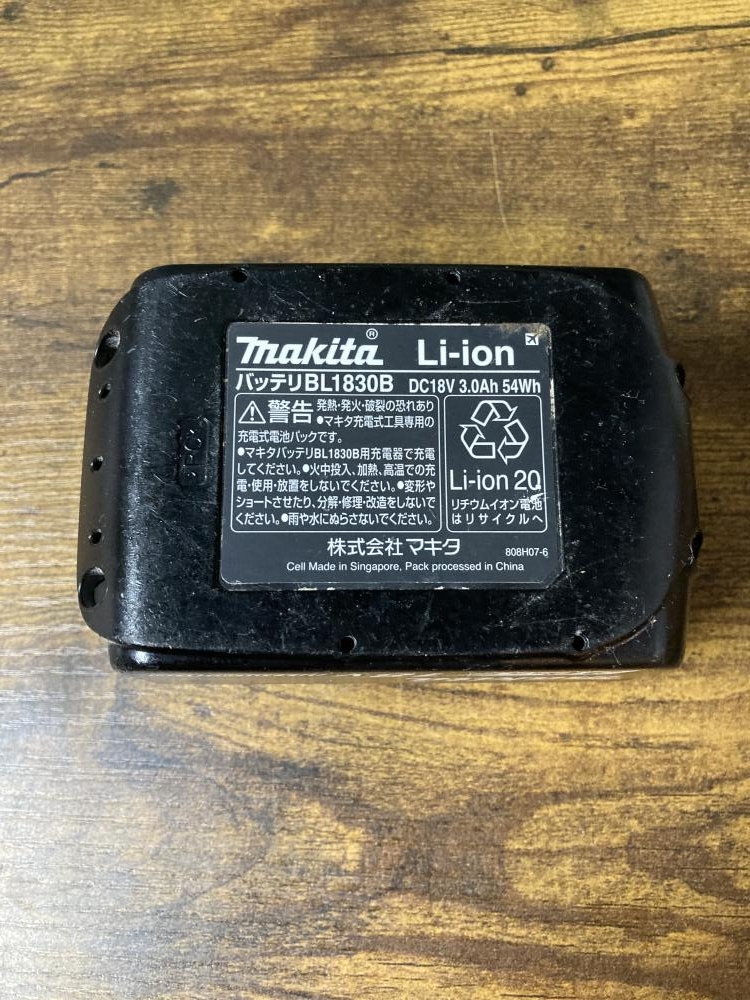 makita® Li-ion
バッテリBL1830B DC18V 3.0Ah 54Wh
警告 発熱・発火・破裂の恐れあり
●マキタ充電式工具専用の
充電式電池パックです。
●マキタバッテリBL1830B用充電器で充電
してください。●火中投入、加熱、高温での充
電・使用・放置をしないでください。●変形や
ショートさせたり、分解・修理・改造をしないで
ください。●雨や水にぬらさないでください。
Li-ion 20
リチウムイオン電池
はリサイクルへ
株式会社マキタ 808H07-6
Cell Made in Singapore, Pack processed in China